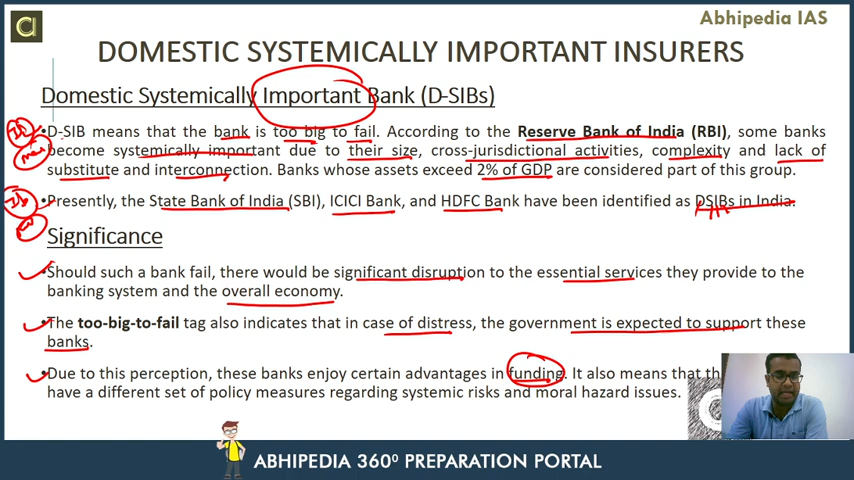 Abhipedia IAS
a
DOMESTIC SYSTEMICALLY IMPORTANT INSURERS
Domestic Systemically Important Bank (D-SIBs)
•D-SIB means that the bank is too big to fail. According to the Reserve Bank of India (RBI), some banks
become systemically important due to their size, cross-jurisdictional activities, complexity and lack of
substitute and interconnection. Banks whose assets exceed 2% of GDP are considered part of this group.
•Presently, the State Bank of India (SBI), ICICI Bank, and HDFC Bank have been identified as DSIBs in India.
Significance
•Should such a bank fail, there would be significant disruption to the essential services they provide to the
banking system and the overall economy.
•The too-big-to-fail tag also indicates that in case of distress, the government is expected to support these
banks.
•Due to this perception, these banks enjoy certain advantages in funding. It also means that
have a different set of policy measures regarding systemic risks and moral hazard issues.
ABHIPEDIA 360⁰ PREPARATION PORTAL